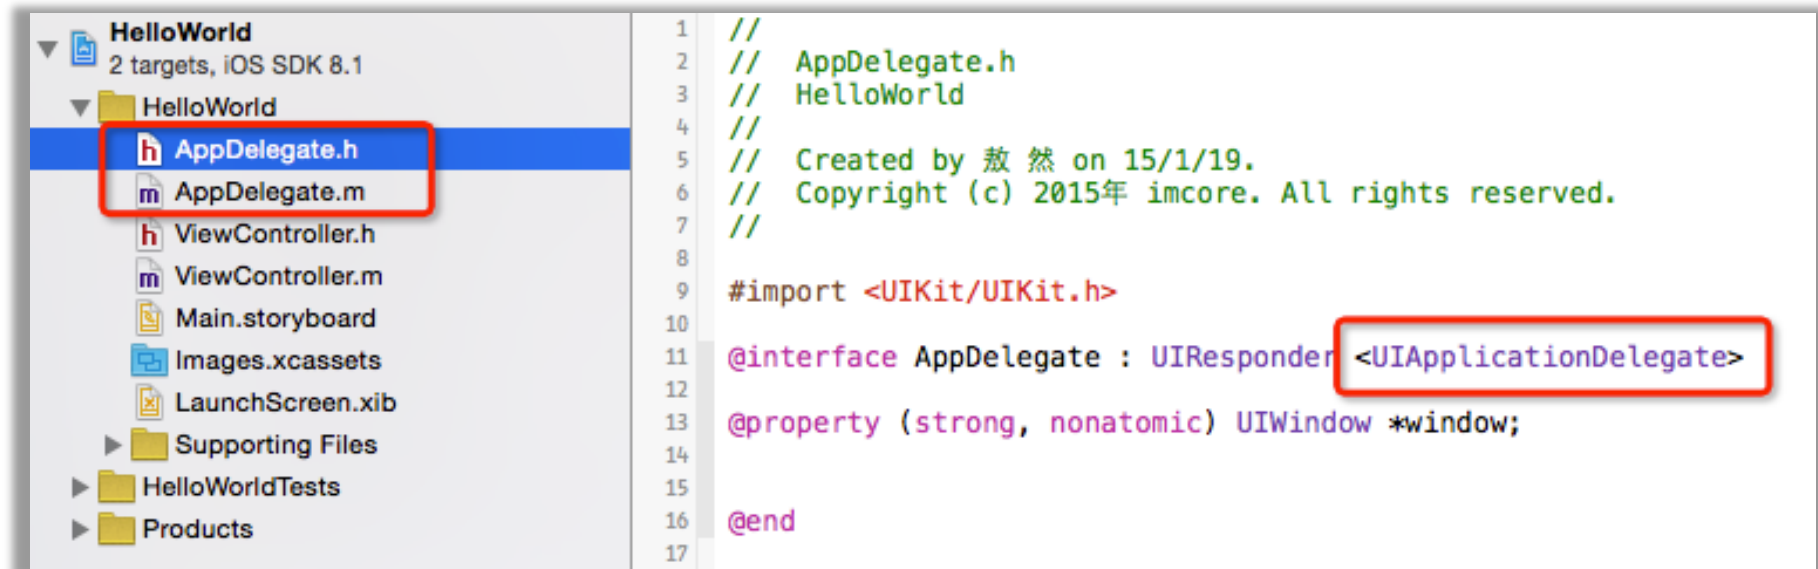 HelloWorld
2 targets, iOS SDK 8.1
HelloWorld
AppDelegate.h
AppDelegate.m
ViewController.h
ViewController.m
Main.storyboard
Images.xcassets
LaunchScreen.xib
Supporting Files
HelloWorldTests
Products
1 //
2 // AppDelegate.h
3 // HelloWorld
4 //
5 // Created by 敖 然 on 15/1/19.
6 // Copyright (c) 2015年 imcore. All rights reserved.
7 //
8
9 #import <UIKit/UIKit.h>
10
11 @interface AppDelegate : UIResponder <UIApplicationDelegate>
12
13 @property (strong, nonatomic) UIWindow *window;
14
15
16 @end
17